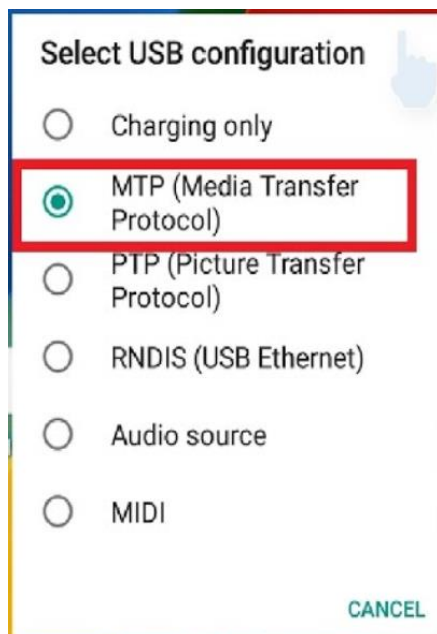 Select USB configuration
Charging only
MTP (Media Transfer
Protocol)
PTP (Picture Transfer
Protocol)
RNDIS (USB Ethernet)
Audio source
MIDI
CANCEL